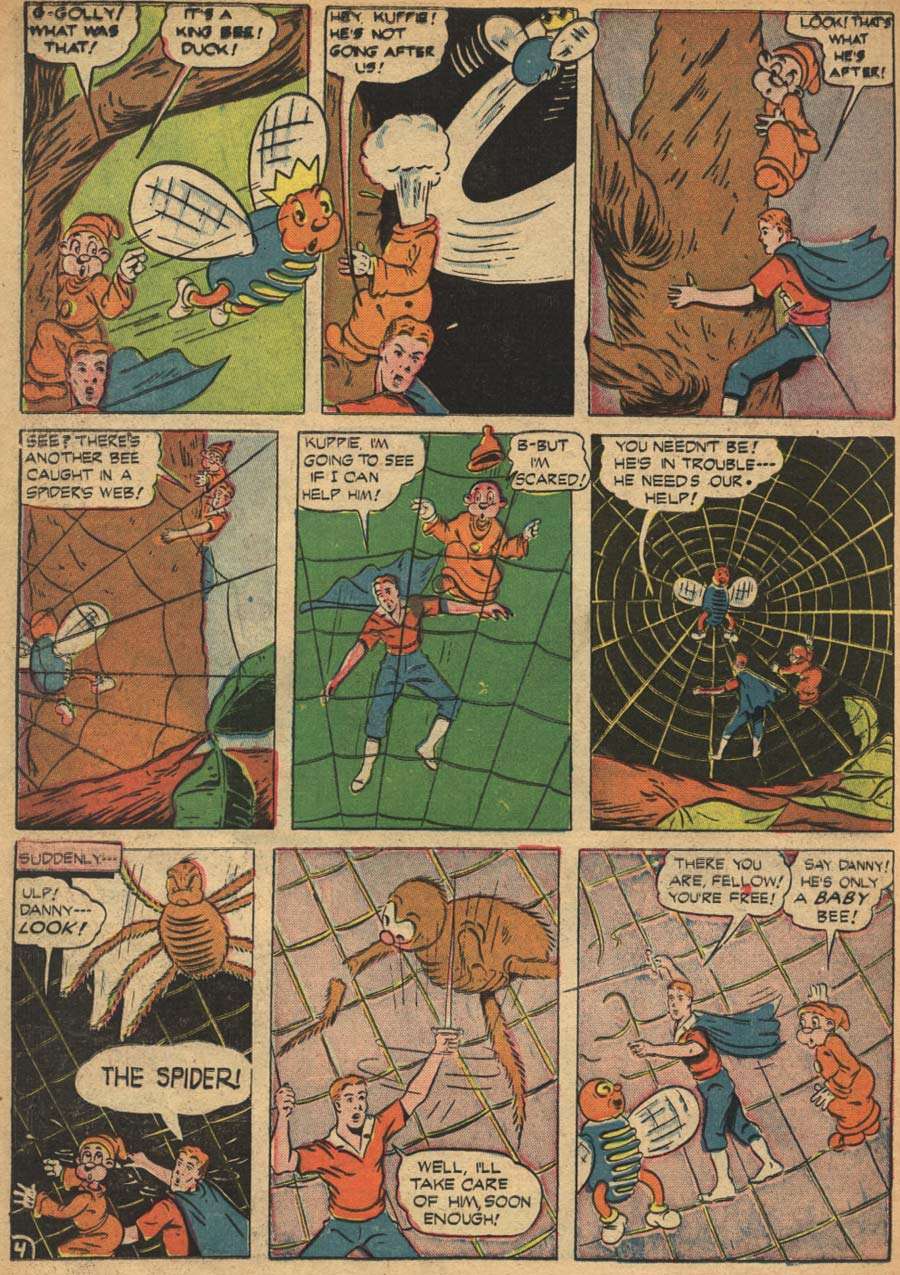 G-GOLLY!
WHAT WAS
THAT!
IT'S A
KING BEE!
DUCK!
HEY, KUFFIE!
HE'S NOT
GOING AFTER
US!
LOOK! THAT'S
WHAT
HE'S
AFTER!
SEE? THERE'S
ANOTHER BEE
CAUGHT IN A
SPIDER'S WEB!
KUPPIE, I'M
GOING TO SEE
IF I CAN
HELP HIM!
B-BUT
I'M
SCARED!
YOU NEEDN'T BE!
HE'S IN TROUBLE---
HE NEEDS OUR
HELP!
SUDDENLY---
ULP!
DANNY---
LOOK!
THE SPIDER!
WELL, I'LL
TAKE CARE
OF HIM, SOON
ENOUGH!
THERE YOU
ARE, FELLOW!
YOU'RE FREE!
SAY DANNY!
HE'S ONLY
A BABY
BEE!
4